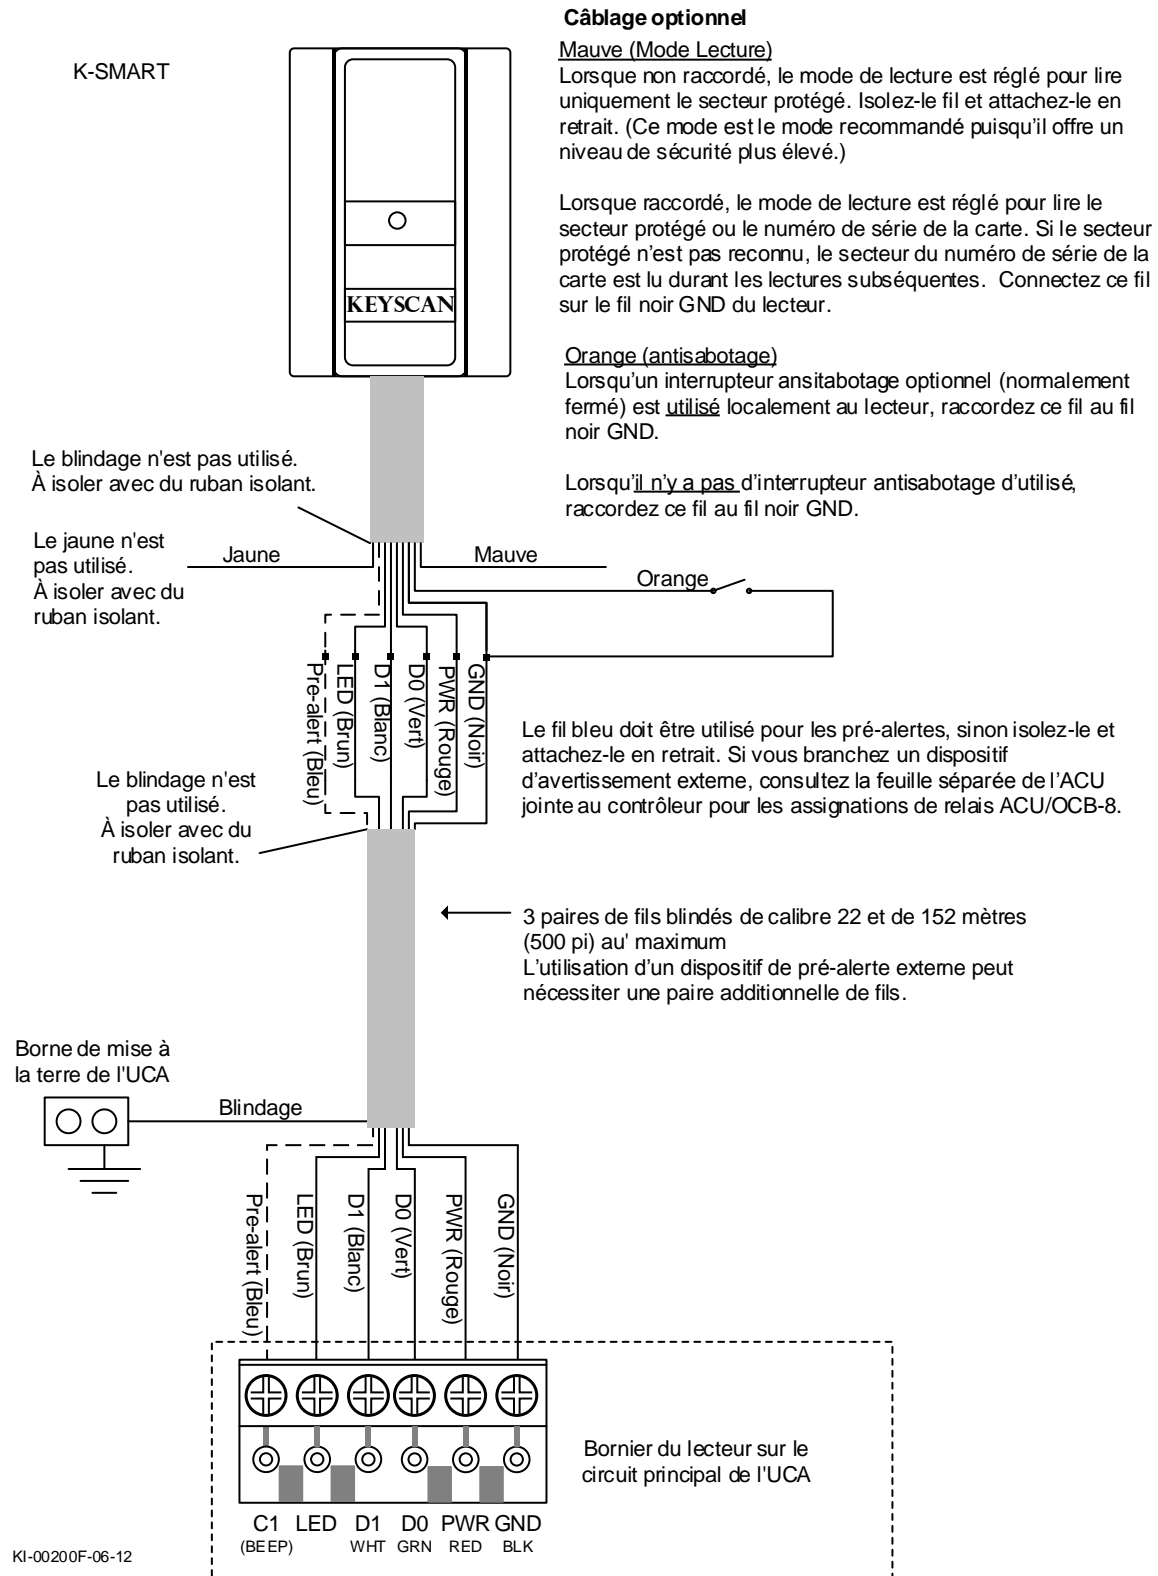 Câblage optionnel
K-SMART
Mauve (Mode Lecture)
Lorsque non raccordé, le mode de lecture est réglé pour lire
uniquement le secteur protégé. Isolez-le fil et attachez-le en
retrait. (Ce mode est le mode recommandé puisqu'il offre un
niveau de sécurité plus élevé.)
Lorsque raccordé, le mode de lecture est réglé pour lire le
secteur protégé ou le numéro de série de la carte. Si le secteur
protégé n'est pas reconnu, le secteur du numéro de série de la
carte est lu durant les lectures subséquentes. Connectez ce fil
sur le fil noir GND du lecteur.
KEYSCAN
Orange (antisabotage)
Lorsqu'un interrupteur ansitabotage optionnel (normalement
fermé) est utilisé localement au lecteur, raccordez ce fil au fil
noir GND.
Lorsqu'il n'y a pas d'interrupteur antisabotage d'utilisé,
raccordez ce fil au fil noir GND.
Le blindage n'est pas utilisé.
À isoler avec du ruban isolant.
Le jaune n'est
pas utilisé.
À isoler avec du
ruban isolant.
Jaune
Mauve
Orange
Pre-alert (Bleu)
LED (Brun)
D1 (Blanc)
D0 (Vert)
PWR (Rouge)
GND (Noir)
Le fil bleu doit être utilisé pour les pré-alertes, sinon isolez-le et
attachez-le en retrait. Si vous branchez un dispositif
d'avertissement externe, consultez la feuille séparée de l'ACU
jointe au contrôleur pour les assignations de relais ACU/OCB-8.
Le blindage n'est
pas utilisé.
À isoler avec du
ruban isolant.
3 paires de fils blindés de calibre 22 et de 152 mètres
(500 pi) au' maximum
L'utilisation d'un dispositif de pré-alerte externe peut
nécessiter une paire additionnelle de fils.
Borne de mise à
la terre de l'UCA
Blindage
Pre-alert (Bleu)
LED (Brun)
D1 (Blanc)
D0 (Vert)
PWR (Rouge)
GND (Noir)
Bornier du lecteur sur le
circuit principal de l'UCA
C1 LED D1 D0 PWR GND
(BEEP) WHT GRN RED BLK
KI-00200F-06-12